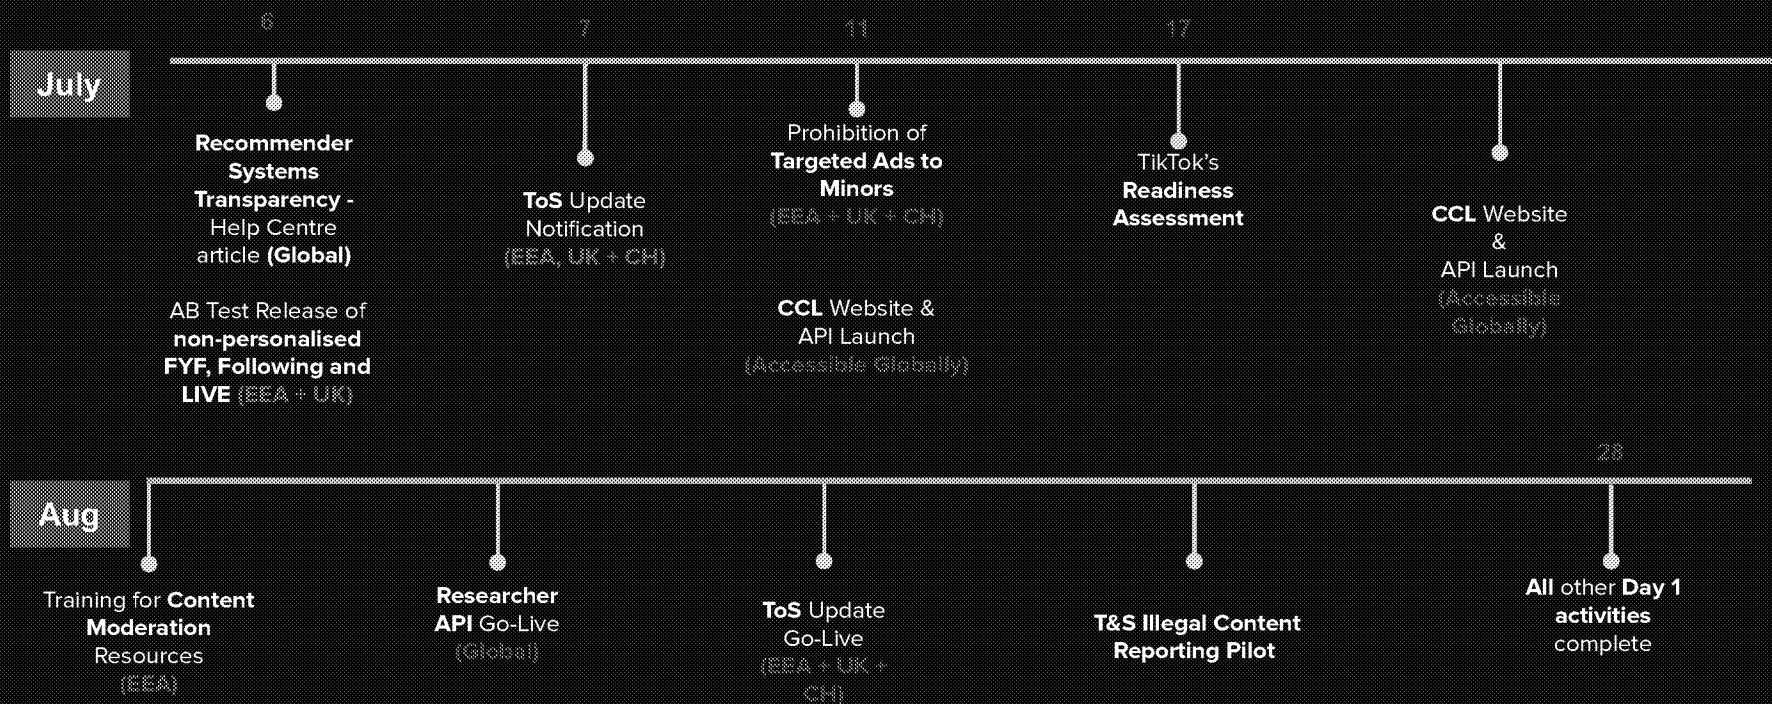 6
7
11
17
July
Recommender
Systems
Transparency -
Help Centre
article (Global)
AB Test Release of
non-personalised
FYF, Following and
LIVE (EEA + UK)
ToS Update
Notification
(EEA, UK + CH)
Prohibition of
Targeted Ads to
Minors
(EEA + UK + CH)
CCL Website &
API Launch
(Accessible Globally)
TikTok's
Readiness
Assessment
CCL Website
&
API Launch
(Accessible
Globally)
28
Aug
Training for Content
Moderation
Resources
(EEA)
Researcher
API Go-Live
(Global)
ToS Update
Go-Live
(EEA + UK +
CH)
T&S Illegal Content
Reporting Pilot
All other Day 1
activities
complete